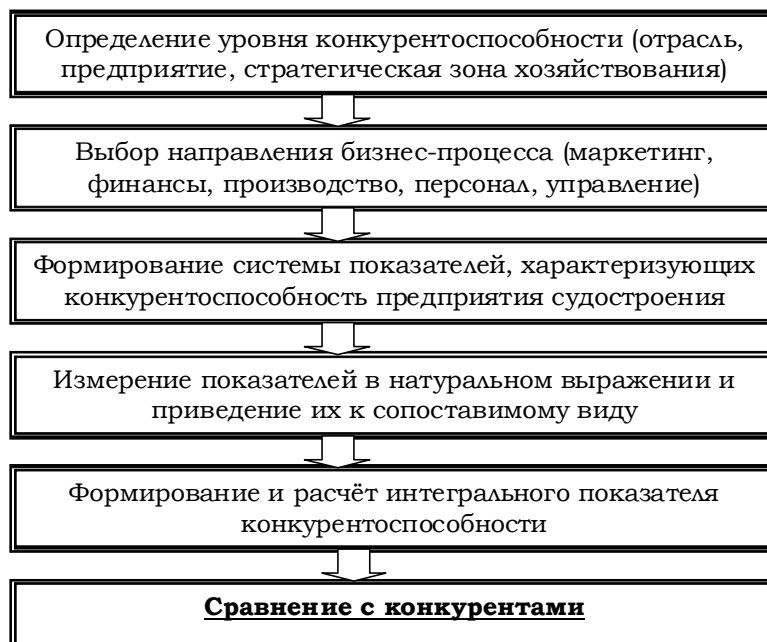 Определение уровня конкурентоспособности (отрасль,
предприятие, стратегическая зона хозяйствования)
Выбор направления бизнес-процесса (маркетинг,
финансы, производство, персонал, управление)
Формирование системы показателей, характеризующих
конкурентоспособность предприятия судостроения
Измерение показателей в натуральном выражении и
приведение их к сопоставимому виду
Формирование и расчёт интегрального показателя
конкурентоспособности
Сравнение с конкурентами